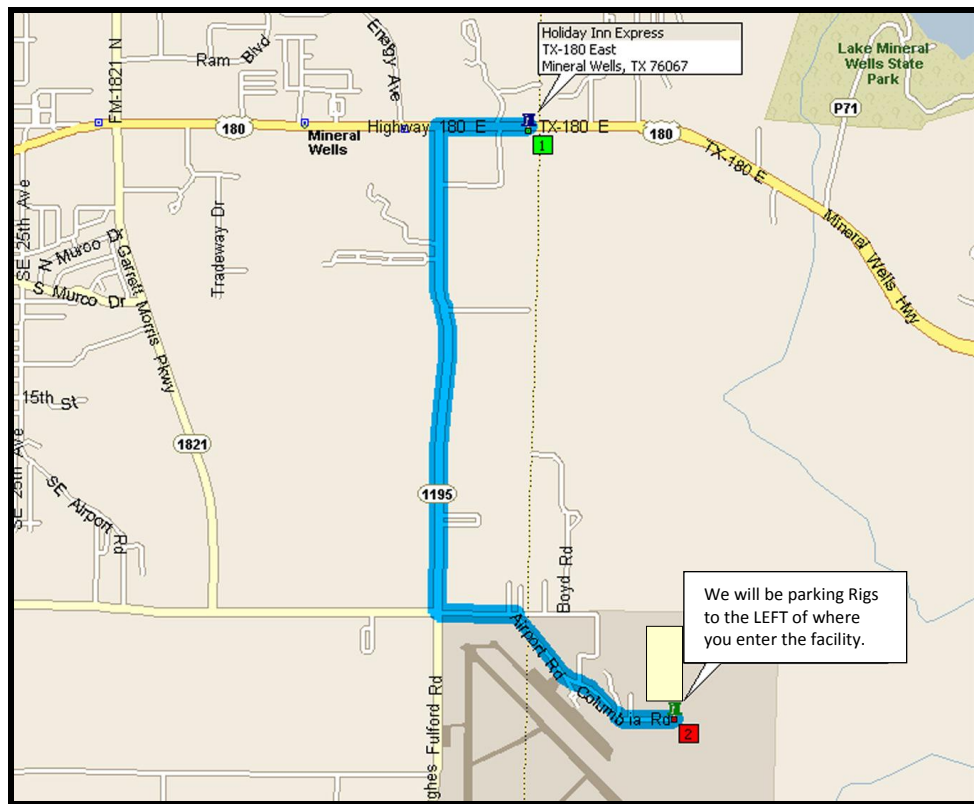 Holiday Inn Express
TX-180 East
Mineral Wells, TX 76067
Lake Mineral
Wells State
Park
P71
FM-1821 N
Ram Blvd
Energy Ave
180
Mineral
Wells
Highway 180 E
TX-180 E
180
TX-180 E
1
Mineral Wells Hwy
SE 25th Ave
N Murco Dr
S Murco Dr
Garrett Morris Pkwy
Tradeway Dr
15th St
1821
SE 25th Ave
SE Airport Rd
1195
Boyd Rd
We will be parking Rigs
to the LEFT of where
you enter the facility.
Airport Rd
Columbia Rd
2
ghes Fulford Rd